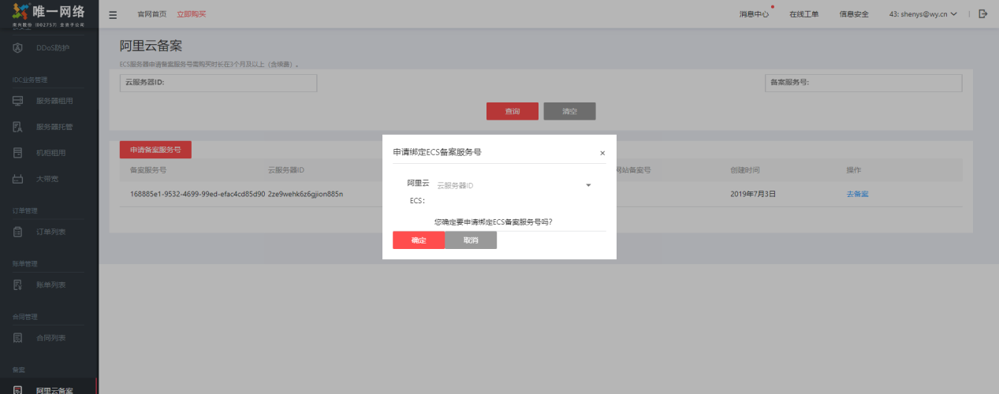 唯一网络
南兴股份 (002757) 全资子公司
官网首页 立即购买
消息中心 在线工单 信息安全 43: shenys@wy.cn
DDoS防护
IDC业务管理
服务器租用
服务器托管
机柜租用
大带宽
订单管理
订单列表
账单管理
账单列表
合同管理
合同列表
备案
阿里云备案
阿里云备案
ECS服务器申请备案服务号需购买时长在3个月及以上（含续费）。
云服务器ID: 备案服务号:
查询 清空
申请备案服务号
备案服务号 云服务器ID 网站备案号 创建时间 操作
168885e1-9532-4699-99ed-efac4cd85d90 2ze9wehk6z6gjion885n 2019年7月3日 去备案
申请绑定ECS备案服务号 ×
阿里云ECS: 云服务器ID
您确定要申请绑定ECS备案服务号吗?
确定 取消